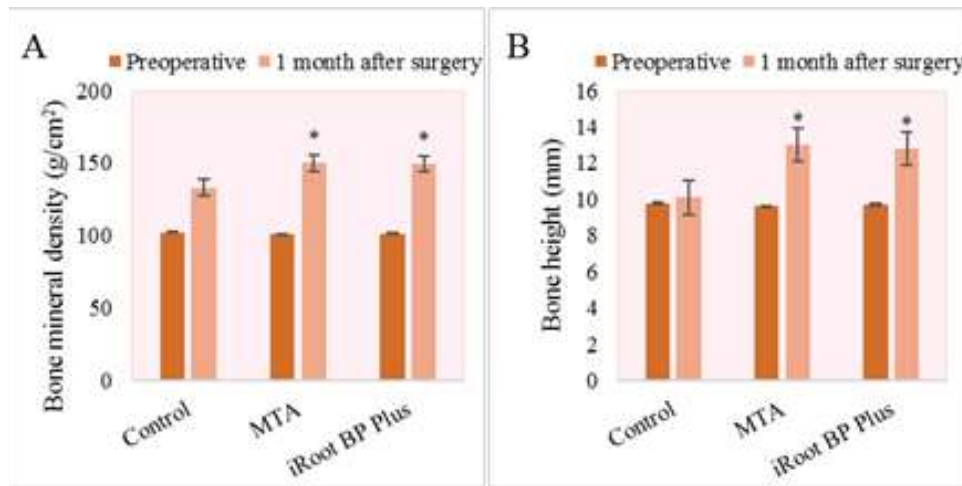 A
Preoperative 1 month after surgery
Bone mineral density (g/cm²)
200
150
100
50
0
*
*
Control
MTA
iRoot BP Plus
B
Preoperative 1 month after surgery
Bone height (mm)
16
14
12
10
8
6
4
2
0
*
*
Control
MTA
iRoot BP Plus